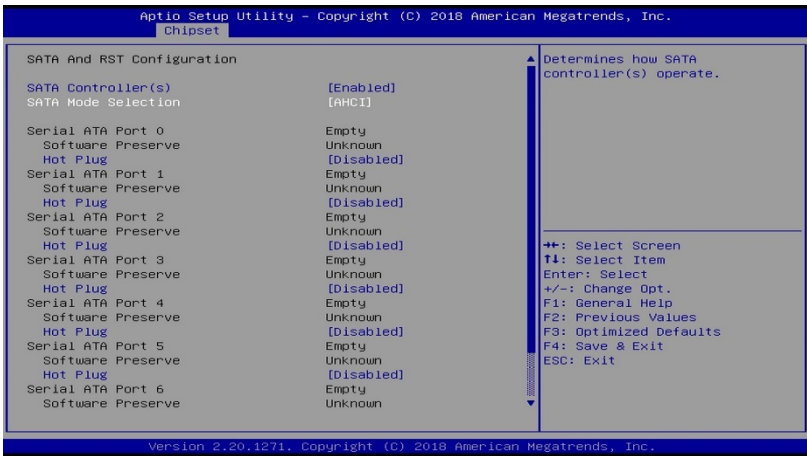 Aptio Setup Utility – Copyright (C) 2018 American Megatrends, Inc.
Chipset
SATA And RST Configuration
SATA Controller(s) [Enabled]
SATA Mode Selection [AHCI]
Serial ATA Port 0 Empty
Software Preserve Unknown
Hot Plug [Disabled]
Serial ATA Port 1 Empty
Software Preserve Unknown
Hot Plug [Disabled]
Serial ATA Port 2 Empty
Software Preserve Unknown
Hot Plug [Disabled]
Serial ATA Port 3 Empty
Software Preserve Unknown
Hot Plug [Disabled]
Serial ATA Port 4 Empty
Software Preserve Unknown
Hot Plug [Disabled]
Serial ATA Port 5 Empty
Software Preserve Unknown
Hot Plug [Disabled]
Serial ATA Port 6 Empty
Software Preserve Unknown
Determines how SATA
controller(s) operate.
→←: Select Screen
↑↓: Select Item
Enter: Select
+/-: Change Opt.
F1: General Help
F2: Previous Values
F3: Optimized Defaults
F4: Save & Exit
ESC: Exit
Version 2.20.1271. Copyright (C) 2018 American Megatrends, Inc.